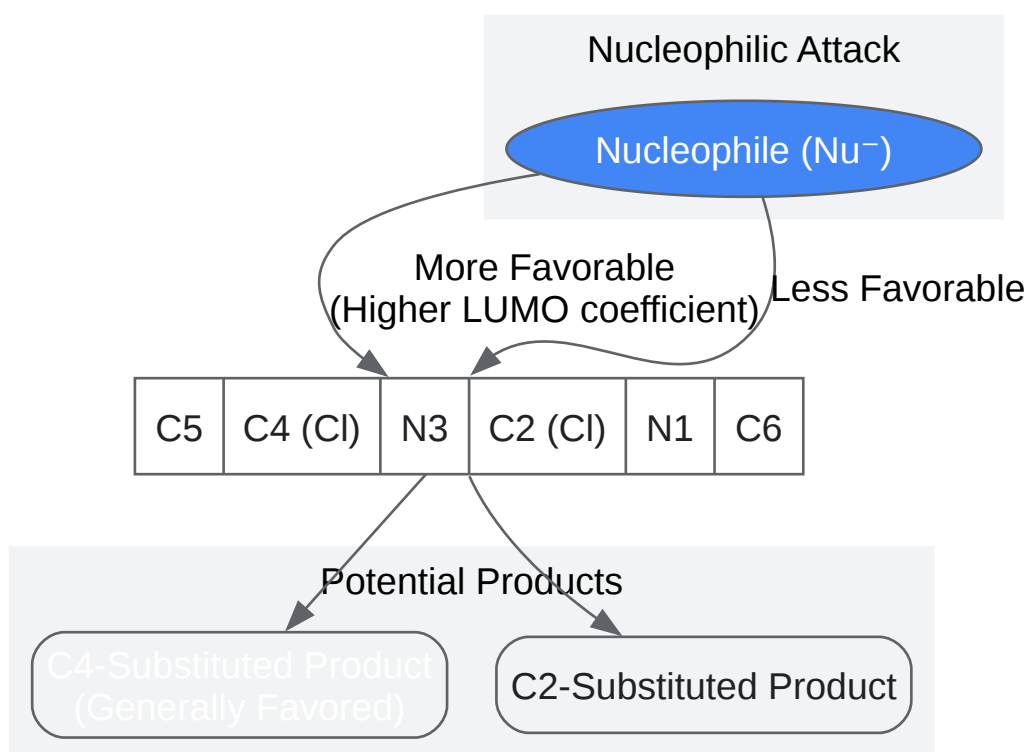 Nucleophilic Attack
Nucleophile (Nu⁻)
More Favorable
(Higher LUMO coefficient)
Less Favorable
C5
C4 (Cl)
N3
C2 (Cl)
N1
C6
Potential Products
C4-Substituted Product
(Generally Favored)
C2-Substituted Product